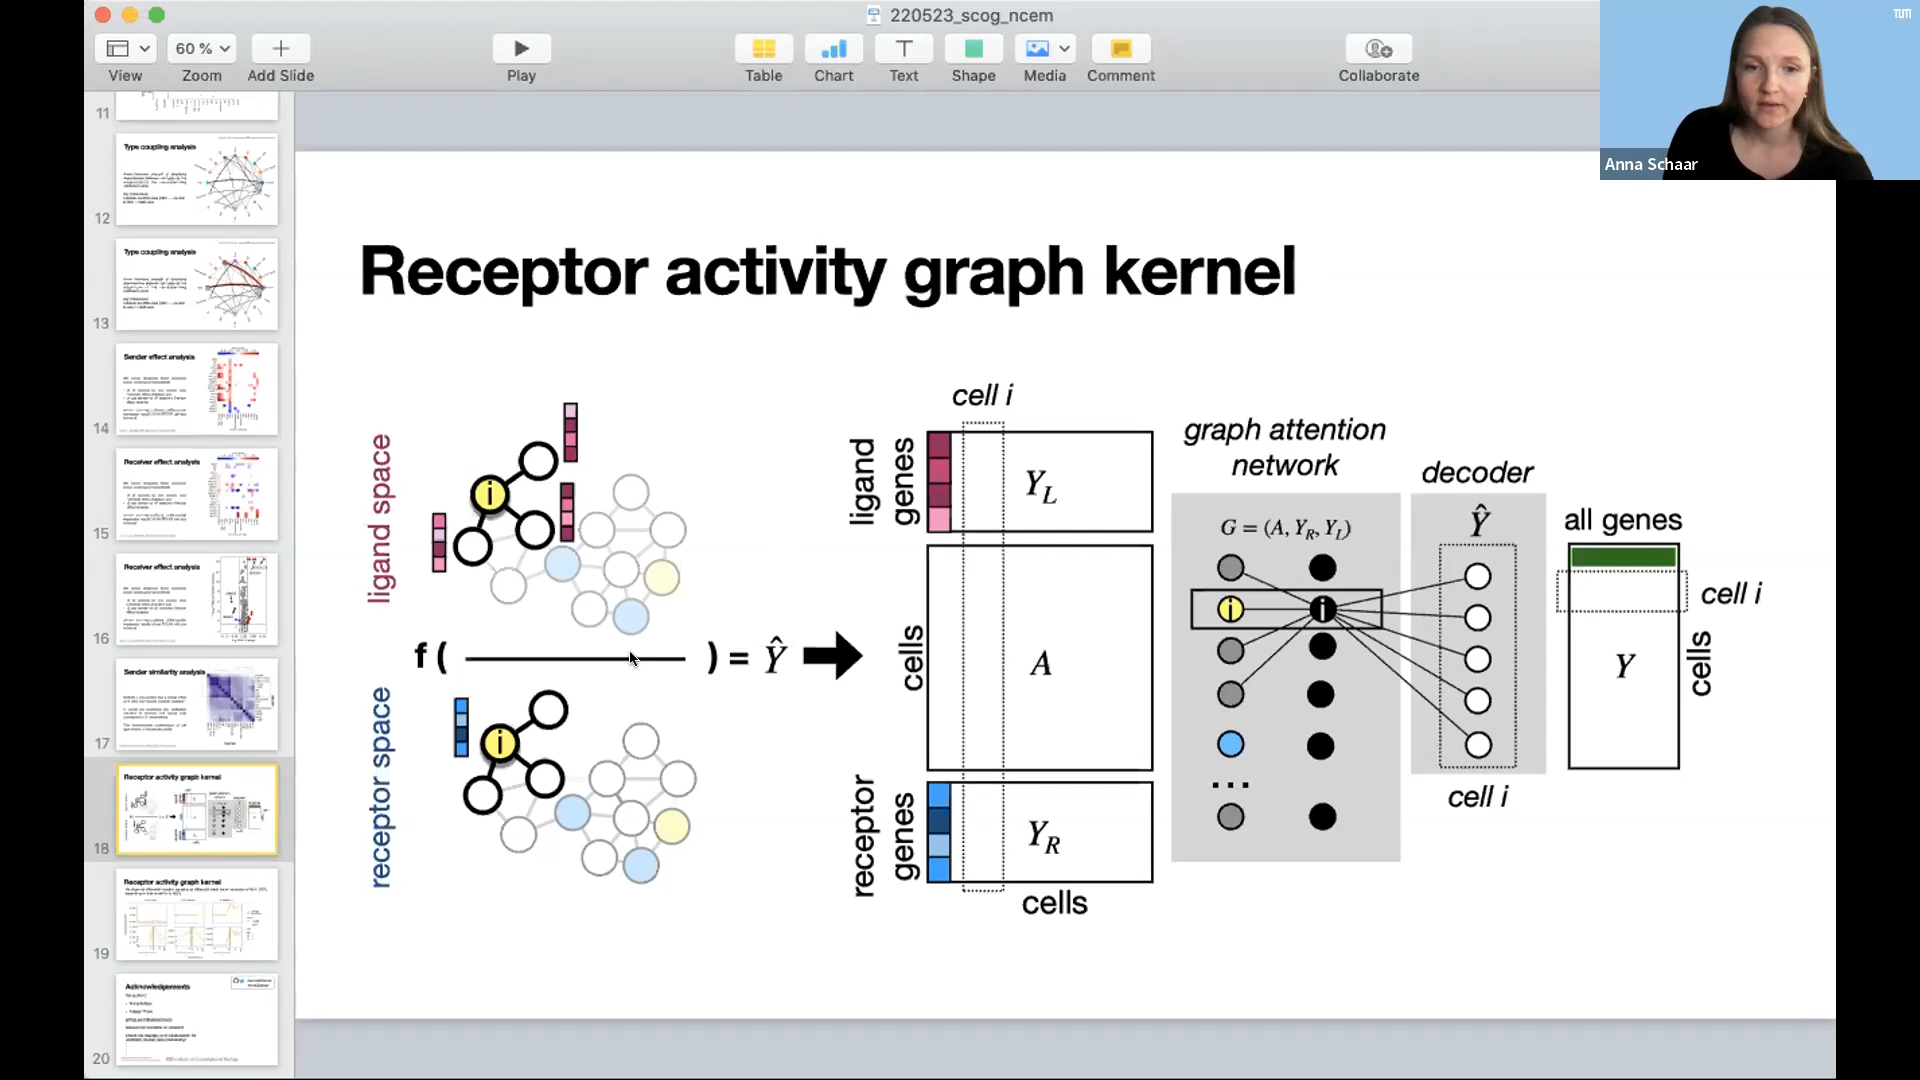 220523_scog_ncem
60 %
View
Zoom
Add Slide
Play
Table
Chart
Text
Shape
Media
Comment
Collaborate
TUM
Anna Schaar
11
Type coupling analysis
12
Type coupling analysis
13
Sender effect analysis
14
Receiver effect analysis
15
Receiver effect analysis
16
Sender similarity analysis
17
Receptor activity graph kernel
18
Receptor activity graph kernel
19
Acknowledgements
20
Receptor activity graph kernel
ligand space
i
f ( ) = Ŷ
receptor space
i
cell i
ligand
genes
Y_L
cells
A
receptor
genes
Y_R
cells
graph attention
network
G = (A, Y_R, Y_L)
i
i
...
decoder
Ŷ
cell i
all genes
cell i
Y
cells